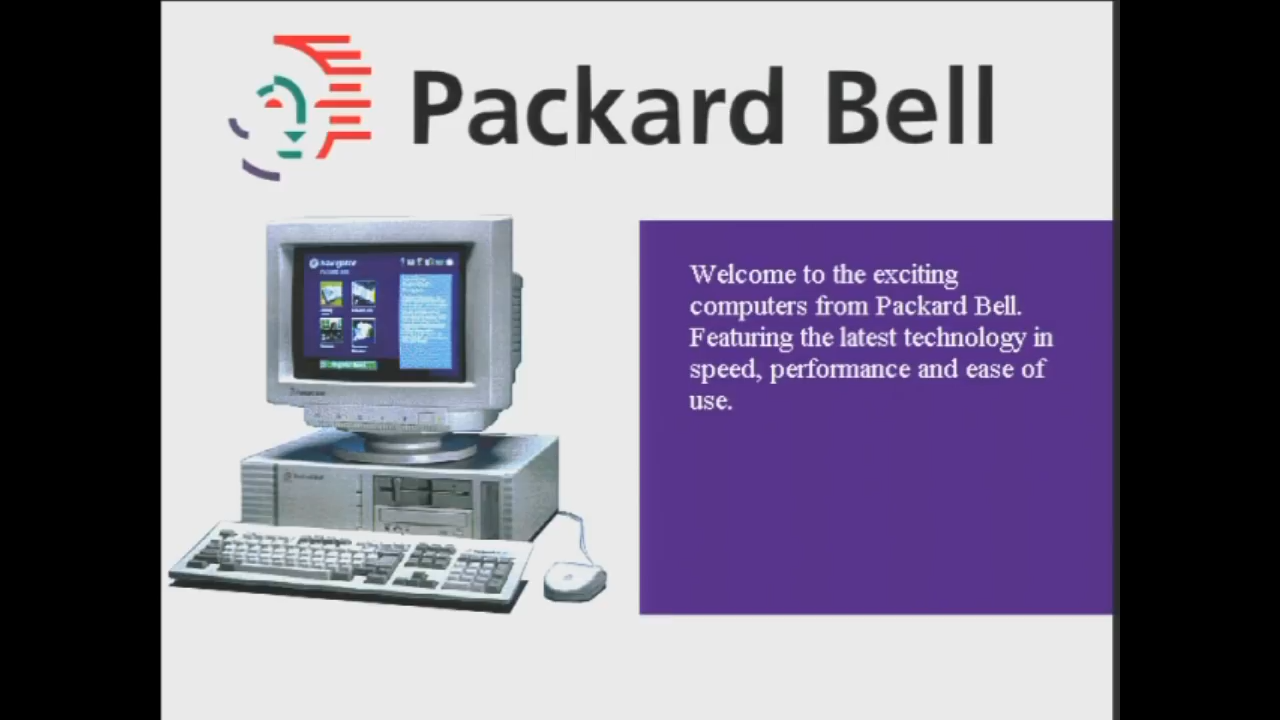 Packard Bell
Welcome to the exciting
computers from Packard Bell.
Featuring the latest technology in
speed, performance and ease of
use.